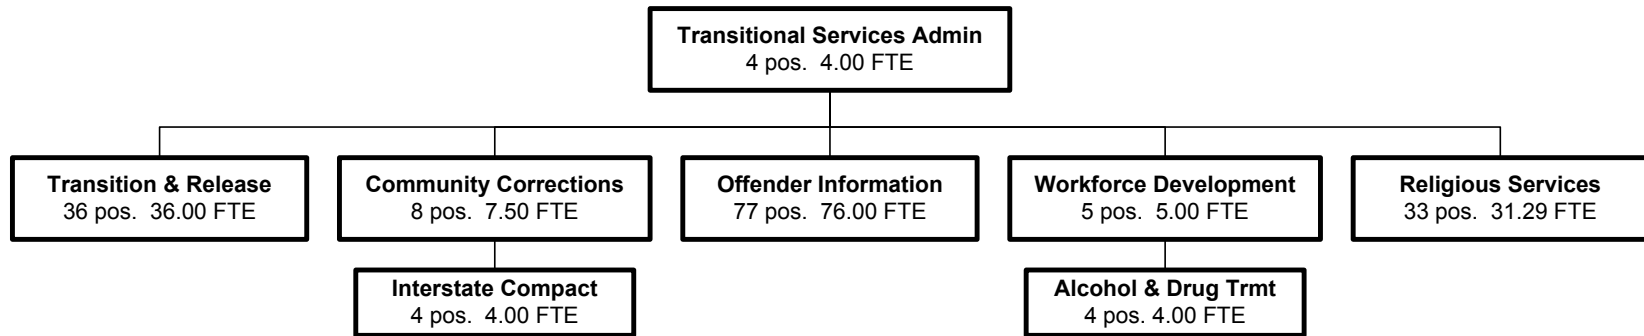 Transitional Services Admin
4 pos.  4.00 FTE
Transition & Release
36 pos.  36.00 FTE
Community Corrections
8 pos.  7.50 FTE
Offender Information
77 pos.  76.00 FTE
Workforce Development
5 pos.  5.00 FTE
Religious Services
33 pos.  31.29 FTE
Interstate Compact
4 pos.  4.00 FTE
Alcohol & Drug Trmt
4 pos. 4.00 FTE